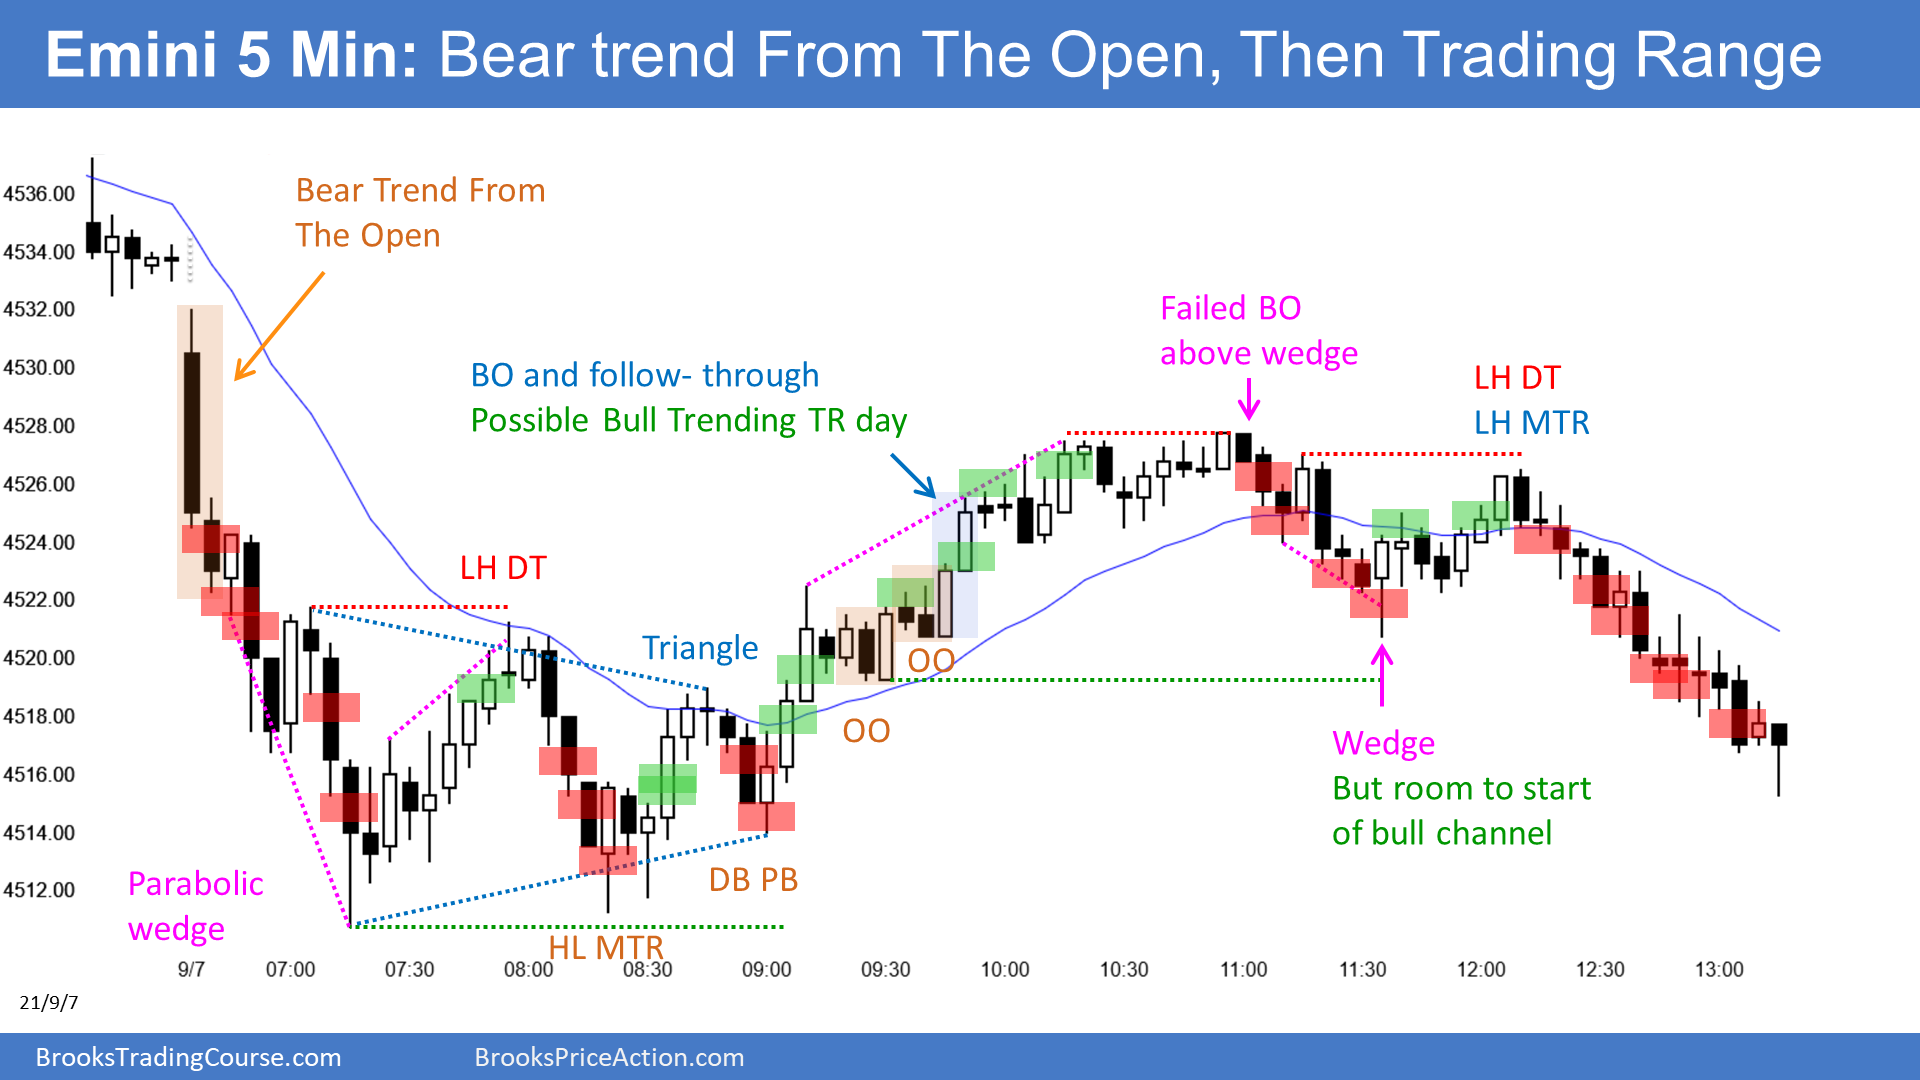 Emini 5 Min: Bear trend From The Open, Then Trading Range
4536.00
4534.00
4532.00
4530.00
4528.00
4526.00
4524.00
4522.00
4520.00
4518.00
4516.00
4514.00
4512.00
Bear Trend From
The Open
BO and follow- through
Possible Bull Trending TR day
Failed BO
above wedge
LH DT
LH MTR
LH DT
Triangle
OO
OO
Wedge
But room to start
of bull channel
DB PB
Parabolic
wedge
HL MTR
9/7
07:00
07:30
08:00
08:30
09:00
09:30
10:00
10:30
11:00
11:30
12:00
12:30
13:00
21/9/7
BrooksTradingCourse.com
BrooksPriceAction.com